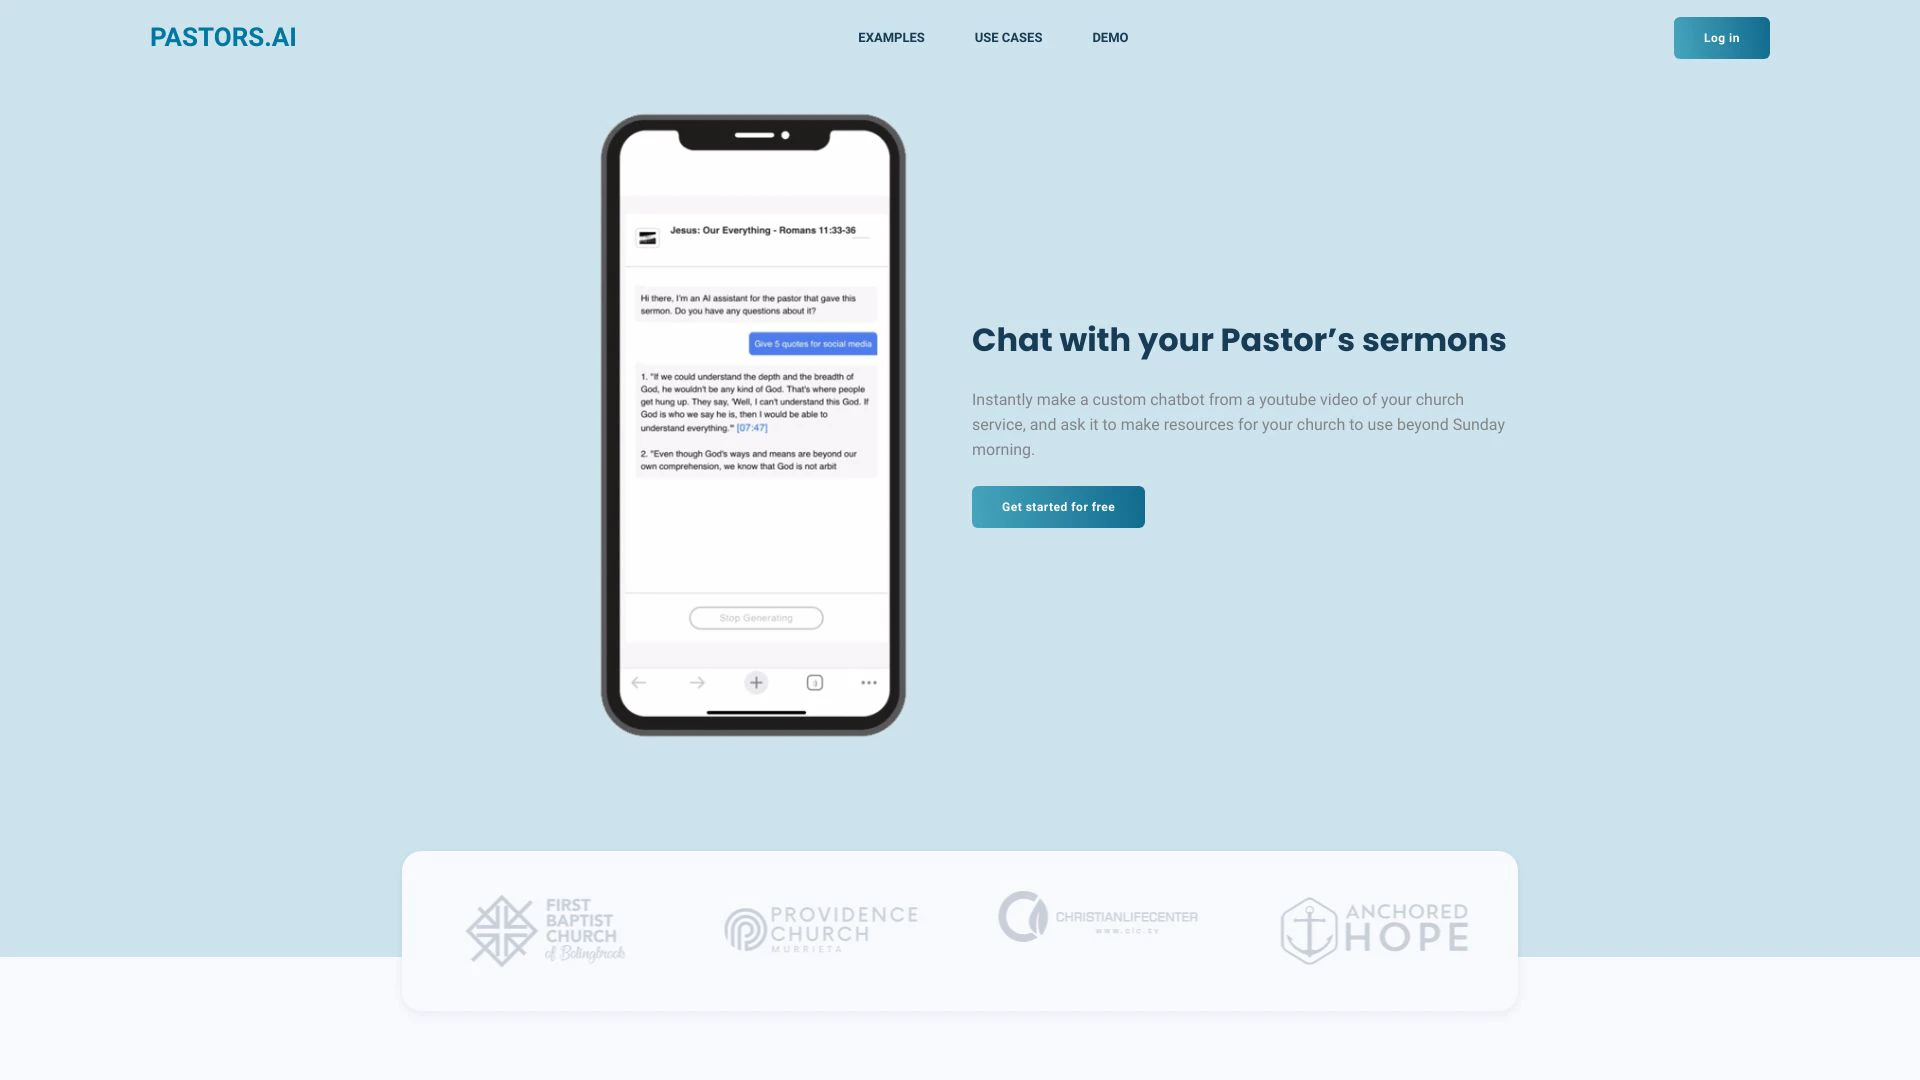 PASTORS.AI
EXAMPLES
USE CASES
DEMO
Log in
Jesus: Our Everything - Romans 11:33-36
Hi there, I'm an AI assistant for the pastor that gave this
sermon. Do you have any questions about it?
Give 5 quotes for social media
1. "If we could understand the depth and the breadth of
God, he wouldn't be any kind of God. That's where people
get hung up. They say, 'Well, I can't understand this God. If
God is who we say he is, then I would be able to
understand everything.'" [07:47]
2. "Even though God's ways and means are beyond our
own comprehension, we know that God is not arbit
Stop Generating
Chat with your Pastor’s sermons
Instantly make a custom chatbot from a youtube video of your church
service, and ask it to make resources for your church to use beyond Sunday
morning.
Get started for free
FIRST
BAPTIST
CHURCH
of Bolingbrook
PROVIDENCE
CHURCH
MURRIETA
CHRISTIANLIFECENTER
www.clc.sv
ANCHORED
HOPE